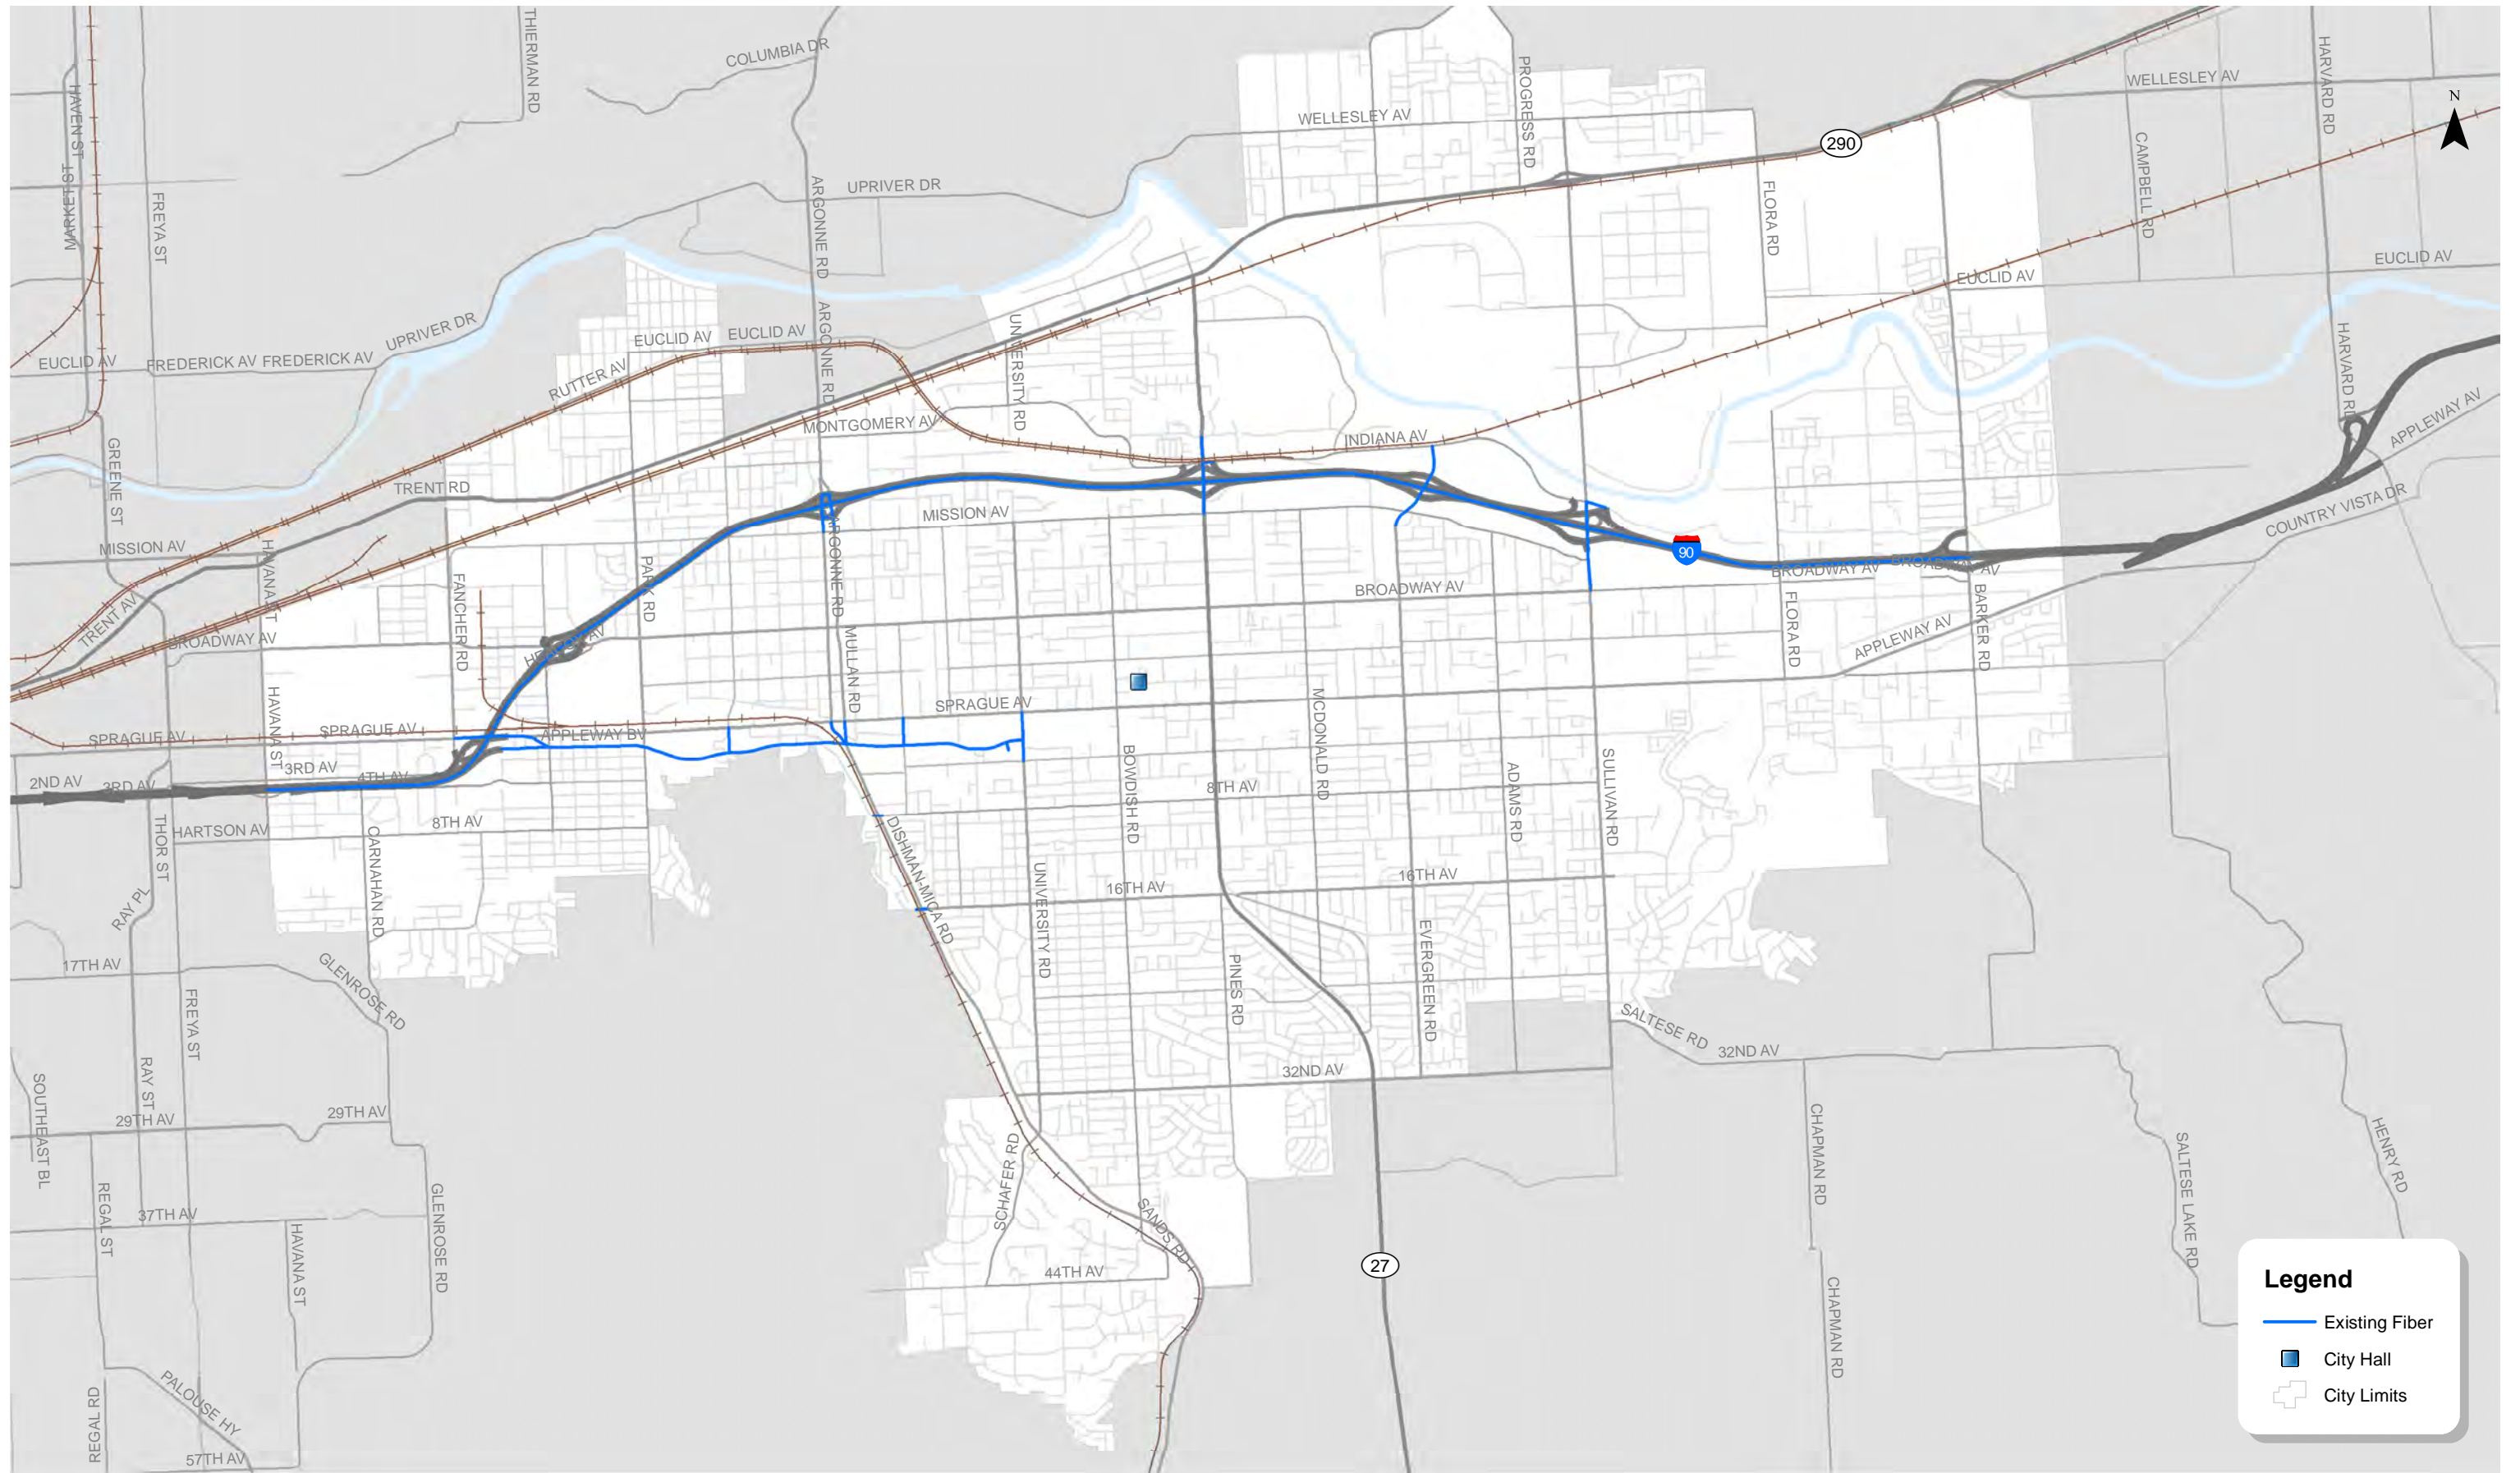 THIERMAN RD
COLUMBIA DR
PROGRESS RD
HARVARD RD
WELLESLEY AV
N
HAVEN ST
MARKET ST
WELLESLEY AV
290
CAMPBELL RD
FREYA ST
ARGONNE RD
UPRIVER DR
FLORA RD
EUCLID AV
EUCLID AV
UPRIVER DR
ARGONNE RD
UNIVERSITY RD
EUCLID AV
EUCLID AV
HARVARD RD
EUCLID AV
FREDERICK AV
FREDERICK AV
RUTTER AV
APPLEWAY AV
MONTGOMERY AV
INDIANA AV
GREENE ST
TRENT RD
COUNTRY VISTA DR
MISSION AV
ARGONNE RD
MISSION AV
HAVANA ST
90
PARK RD
FANCHER RD
BROADWAY AV
BROADWAY AV
BROADWAY AV
FLORA RD
BARKER RD
TRENT AV
BROADWAY AV
MULLAN RD
APPLEWAY AV
HAVANA ST
MCDONALD RD
SPRAGUE AV
SPRAGUE AV
SPRAGUE AV
APPLEWAY BV
BOWDISH RD
SULLIVAN RD
2ND AV
3RD AV
3RD AV
4TH AV
8TH AV
ADAMS RD
THOR ST
HARTSON AV
8TH AV
CARNAHAN RD
DISHMAN-MICA RD
UNIVERSITY RD
16TH AV
16TH AV
RAY PL
EVERGREEN RD
17TH AV
GLENROSE RD
PINES RD
FREYA ST
SALTESE RD
32ND AV
RAY ST
32ND AV
SOUTHEAST BL
29TH AV
29TH AV
CHAPMAN RD
HENRY RD
SCHAFER RD
SALTESE LAKE RD
REGAL ST
GLENROSE RD
37TH AV
SANDS RD
HAVANA ST
27
44TH AV
CHAPMAN RD
Legend
Existing Fiber
City Hall
City Limits
PALOUSE HY
REGAL RD
57TH AV